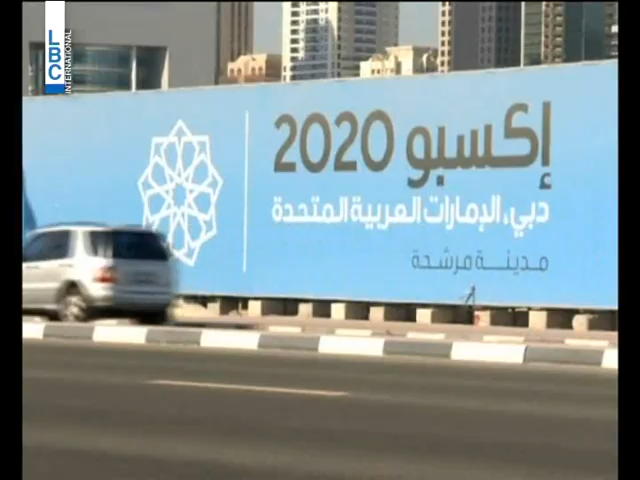 LBC
INTERNATIONAL
إكسبو 2020
دبي، الإمارات العربية المتحدة
مدينة مرشحة